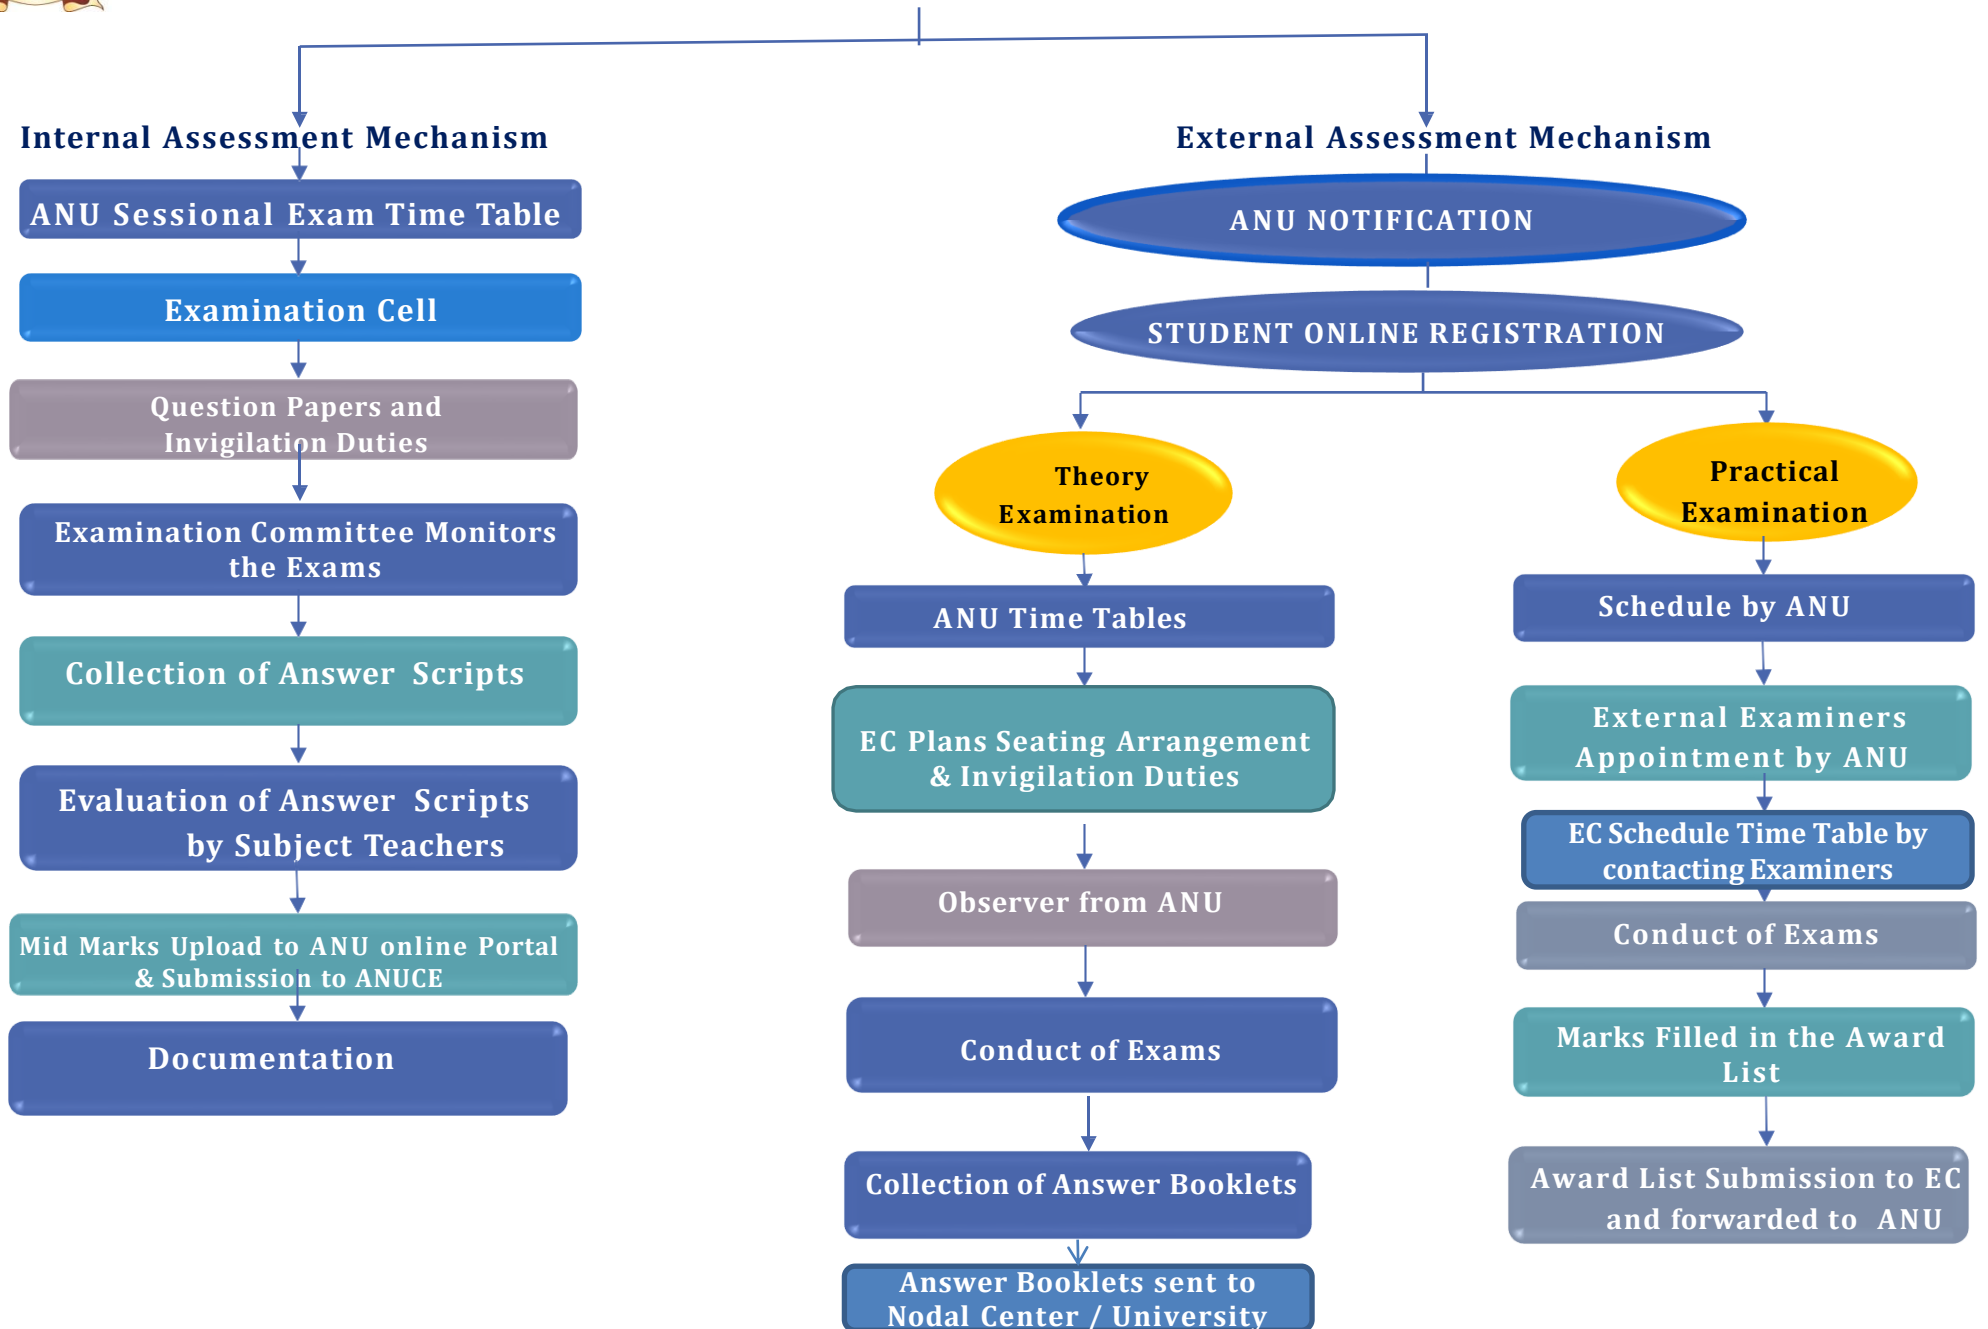 Internal Assessment Mechanism
ANU Sessional Exam Time Table
Examination Cell
Question Papers and
Invigilation Duties
Examination Committee Monitors
the Exams
Collection of Answer Scripts
Evaluation of Answer Scripts
by Subject Teachers
Mid Marks Upload to ANU online Portal
& Submission to ANUCE
Documentation
External Assessment Mechanism
ANU NOTIFICATION
STUDENT ONLINE REGISTRATION
Theory
Examination
ANU Time Tables
EC Plans Seating Arrangement
& Invigilation Duties
Observer from ANU
Conduct of Exams
Collection of Answer Booklets
Answer Booklets sent to
Nodal Center / University
Practical
Examination
Schedule by ANU
External Examiners
Appointment by ANU
EC Schedule Time Table by
contacting Examiners
Conduct of Exams
Marks Filled in the Award
List
Award List Submission to EC
and forwarded to ANU